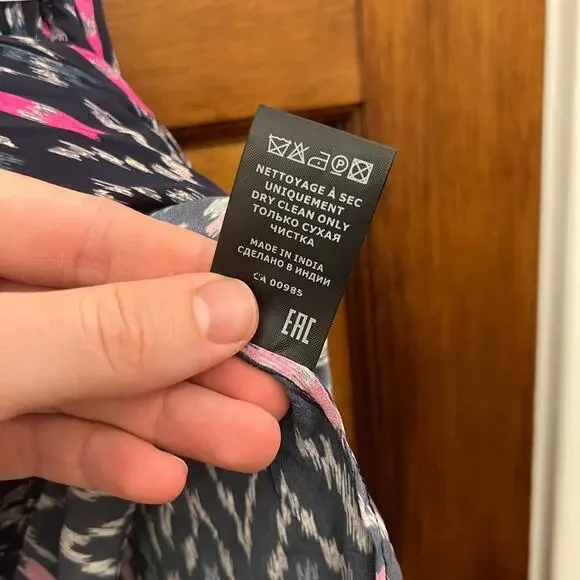 NETTOYAGE À SEC
UNIQUEMENT
DRY CLEAN ONLY
ТОЛЬКО СУХАЯ
ЧИСТКА
MADE IN INDIA
СДЕЛАНО В ИНДИИ
CA 00985
EAC